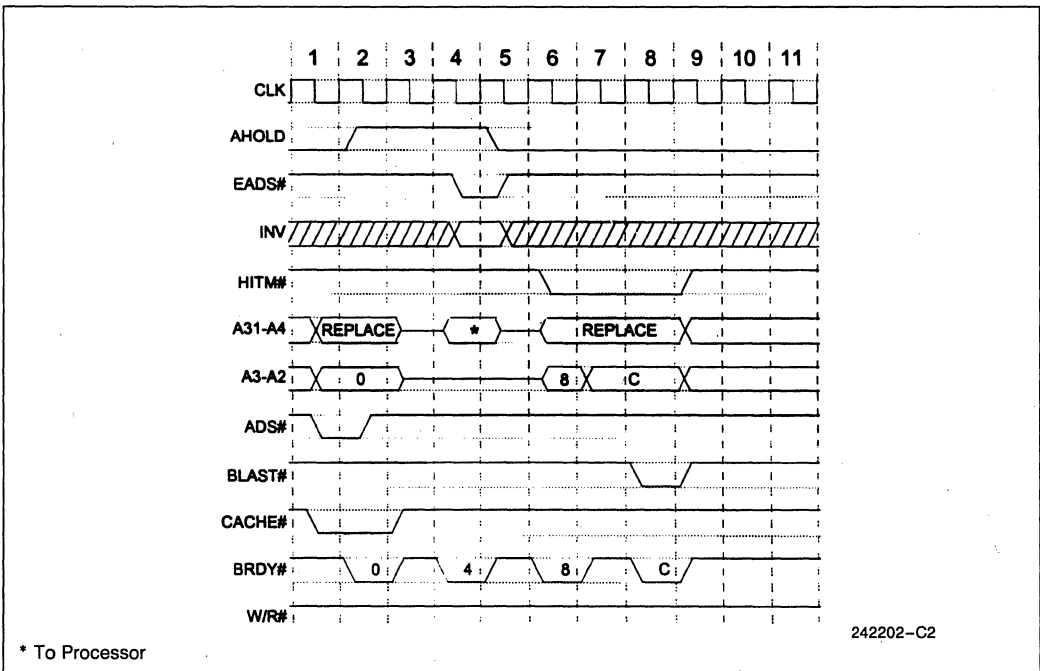 1 2 3 4 5 6 7 8 9 10 11
CLK
AHOLD
EADS#
INV
HITM#
A31-A4 REPLACE * REPLACE
A3-A2 0 8 C
ADS#
BLAST#
CACHE#
BRDY# 0 4 8 C
W/R#
242202-C2
* To Processor